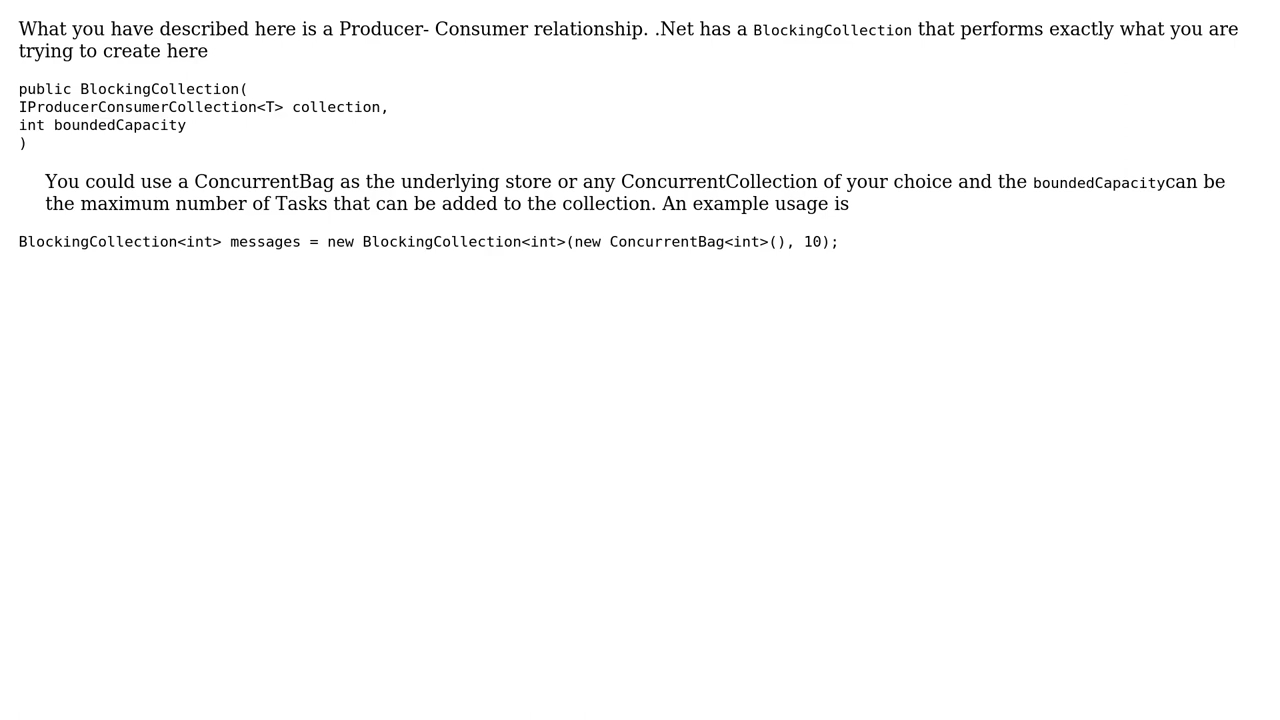 What you have described here is a Producer- Consumer relationship. .Net has a BlockingCollection that performs exactly what you are
trying to create here
public BlockingCollection(
IProducerConsumerCollection<T> collection,
int boundedCapacity
)
You could use a ConcurrentBag as the underlying store or any ConcurrentCollection of your choice and the boundedCapacitycan be
the maximum number of Tasks that can be added to the collection. An example usage is
BlockingCollection<int> messages = new BlockingCollection<int>(new ConcurrentBag<int>(), 10);